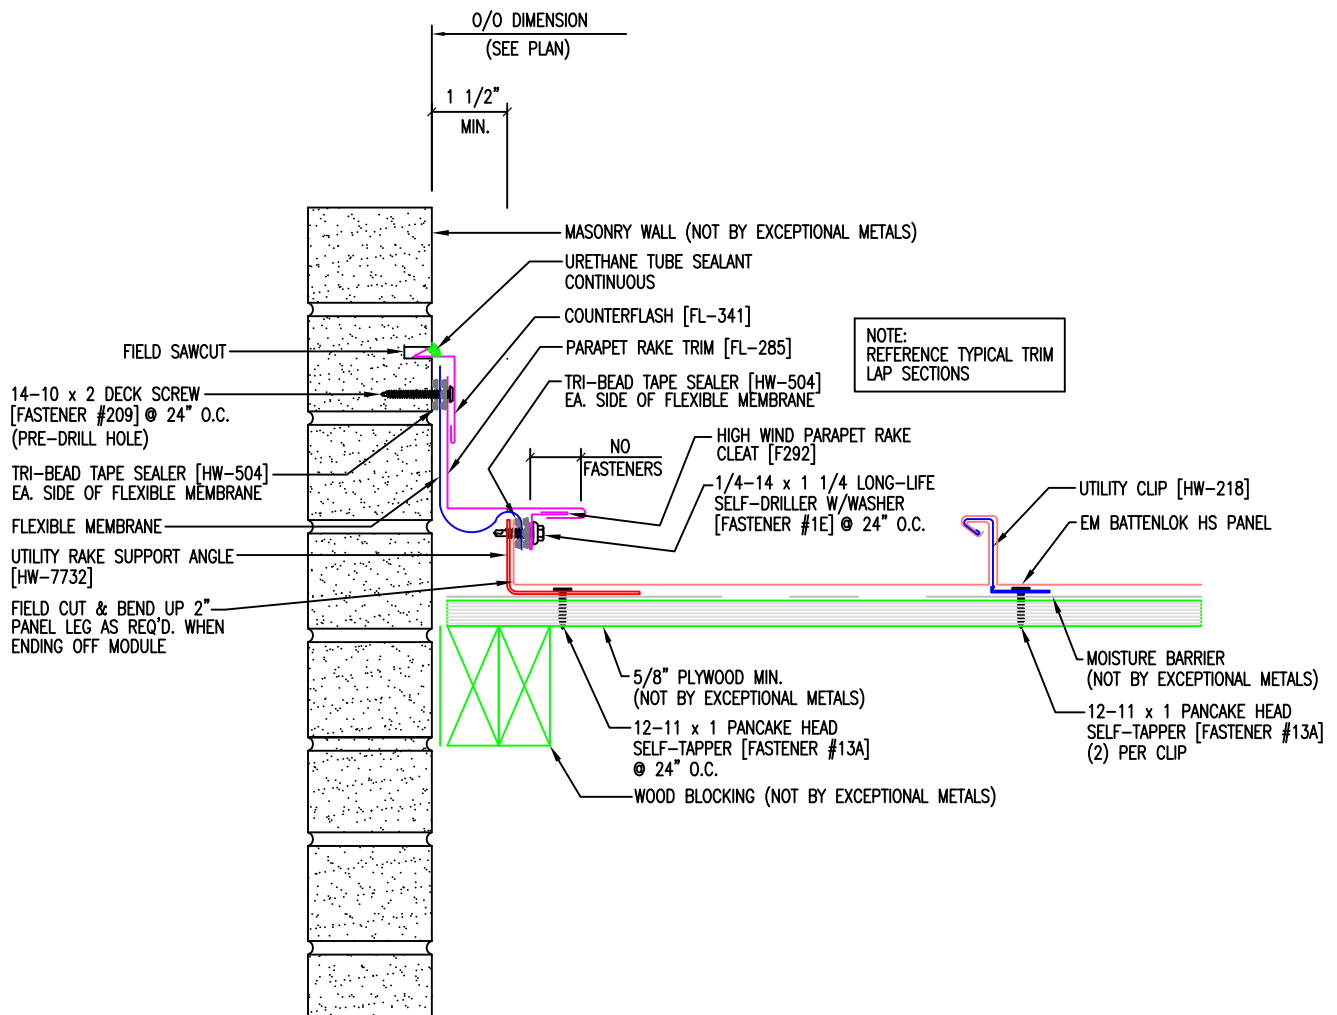 O/O DIMENSION
(SEE PLAN)
1 1/2"
MIN.
MASONRY WALL (NOT BY EXCEPTIONAL METALS)
URETHANE TUBE SEALANT
CONTINUOUS
COUNTERFLASH [FL-341]
PARAPET RAKE TRIM [FL-285]
TRI-BEAD TAPE SEALER [HW-504]
EA. SIDE OF FLEXIBLE MEMBRANE
NOTE:
REFERENCE TYPICAL TRIM
LAP SECTIONS
FIELD SAWCUT
14-10 x 2 DECK SCREW
[FASTENER #209] @ 24" O.C.
(PRE-DRILL HOLE)
TRI-BEAD TAPE SEALER [HW-504]
EA. SIDE OF FLEXIBLE MEMBRANE
FLEXIBLE MEMBRANE
UTILITY RAKE SUPPORT ANGLE
[HW-7732]
FIELD CUT & BEND UP 2"
PANEL LEG AS REQ'D. WHEN
ENDING OFF MODULE
NO
FASTENERS
HIGH WIND PARAPET RAKE
CLEAT [F292]
1/4-14 x 1 1/4 LONG-LIFE
SELF-DRILLER W/WASHER
[FASTENER #1E] @ 24" O.C.
UTILITY CLIP [HW-218]
EM BATTENLOK HS PANEL
5/8" PLYWOOD MIN.
(NOT BY EXCEPTIONAL METALS)
12-11 x 1 PANCAKE HEAD
SELF-TAPPER [FASTENER #13A]
@ 24" O.C.
WOOD BLOCKING (NOT BY EXCEPTIONAL METALS)
MOISTURE BARRIER
(NOT BY EXCEPTIONAL METALS)
12-11 x 1 PANCAKE HEAD
SELF-TAPPER [FASTENER #13A]
(2) PER CLIP